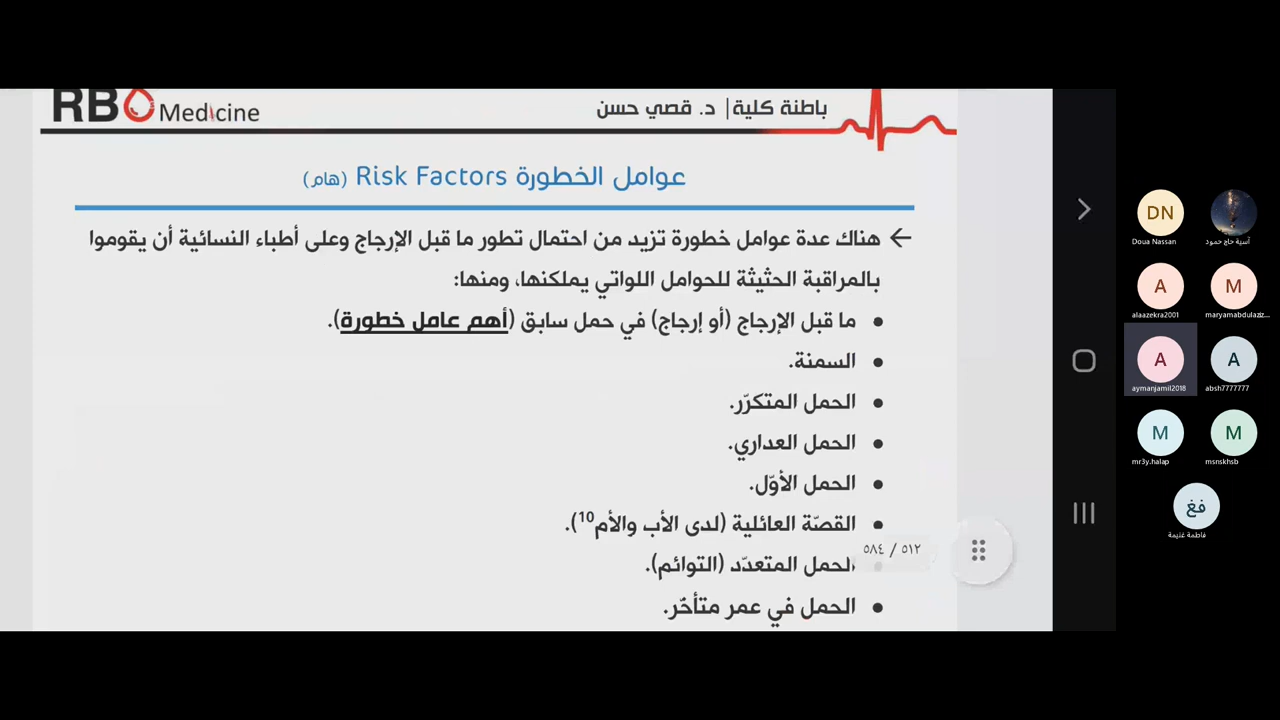 RBO Medicine
باطنة كلية | د. قصي حسن
عوامل الخطورة Risk Factors (هام)
← هناك عدة عوامل خطورة تزيد من احتمال تطور ما قبل الإرجاج وعلى أطباء النسائية أن يقوموا
بالمراقبة الحثيثة للحوامل اللواتي يملكنها، ومنها:
• ما قبل الإرجاج (أو إرجاج) في حمل سابق (أهم عامل خطورة).
• السمنة.
• الحمل المتكرّر.
• الحمل العداري.
• الحمل الأوّل.
• القصّة العائلية (لدى الأب والأم10).
• الحمل المتعدّد (التوائم).
• الحمل في عمر متأخّر.
٥١٢ / ٥٨٤
DN
Doua Nassan
آسية حاج حمود
A
alaazekra2001
M
maryamabdulaziz...
A
aymanjamil2018
A
absh7777777
M
mr3y.halap
M
msnskhsb
فغ
فاطمة غنيمة